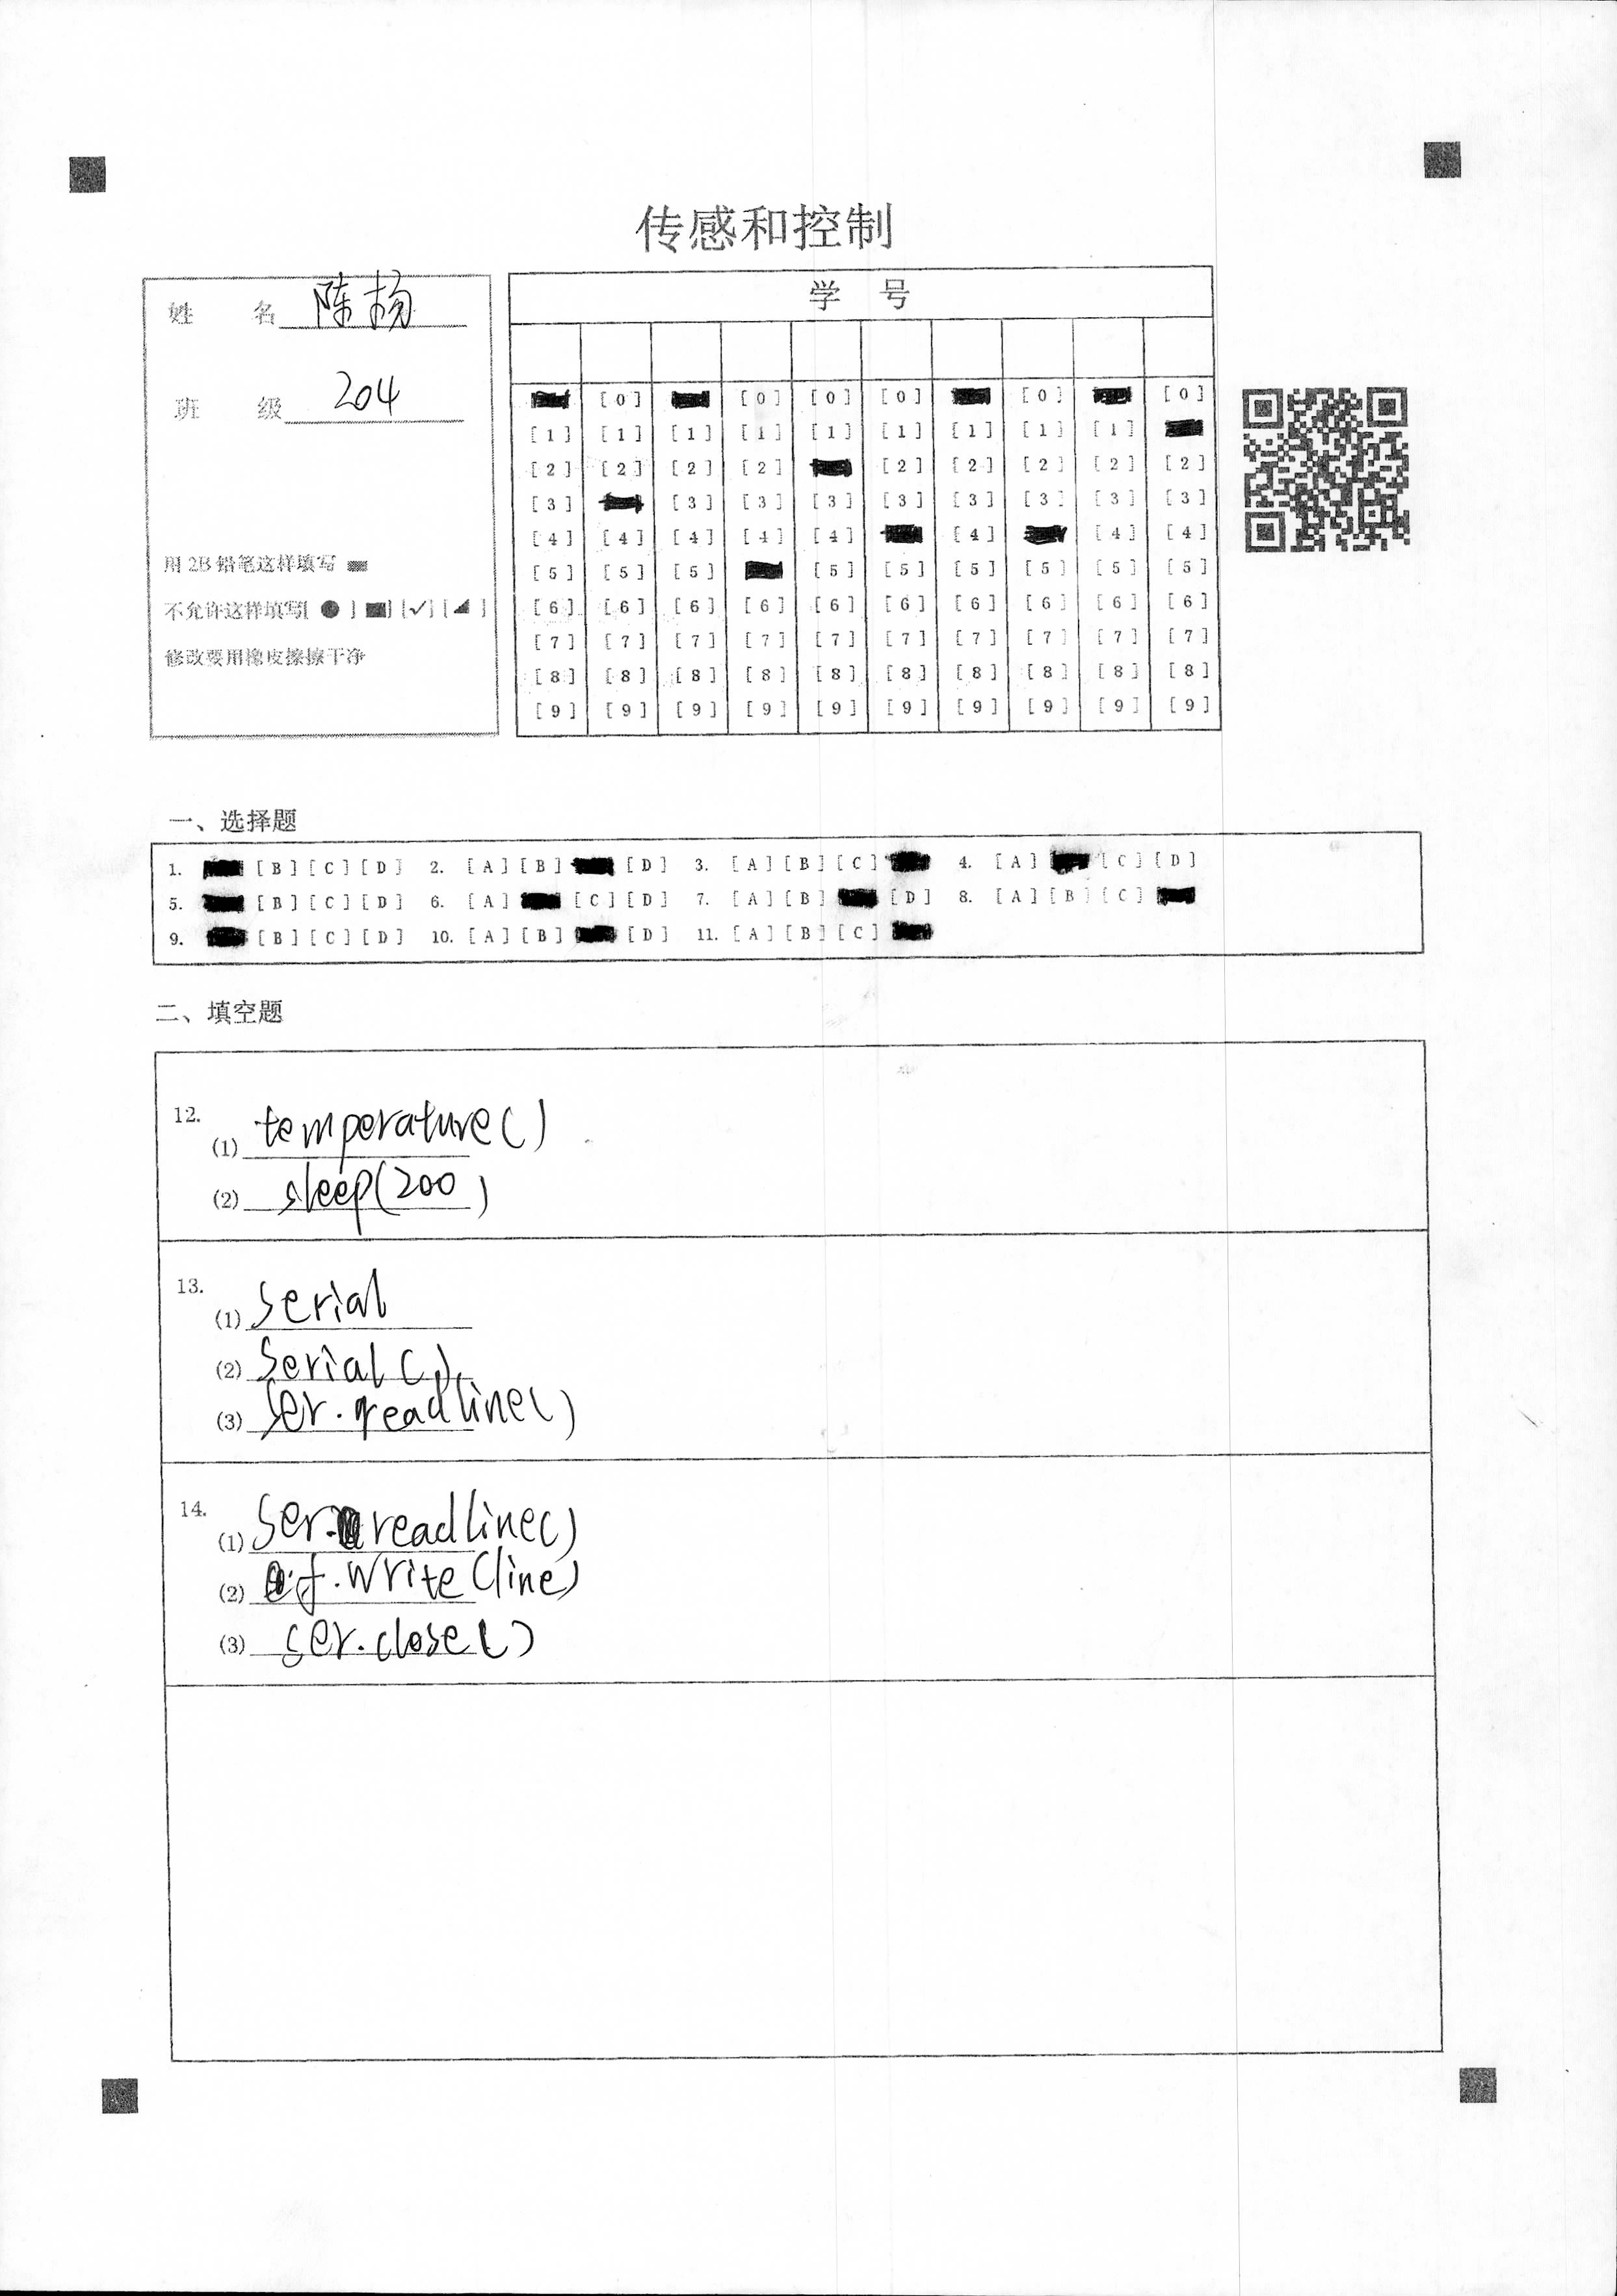 传感和控制
姓 名 陈杨
班 级 204
用 2B 铅笔这样填写
不允许这样填写[ ● ] [■] [✓] [◢ ]
修改要用橡皮擦擦干净
学 号
[0] [0] [0] [0] [0] [0]
[1] [1] [1] [1] [1] [1] [1] [1] [1]
[2] [2] [2] [2] [2] [2] [2] [2] [2]
[3] [3] [3] [3] [3] [3] [3] [3] [3]
[4] [4] [4] [4] [4] [4] [4] [4]
[5] [5] [5] [5] [5] [5] [5] [5] [5]
[6] [6] [6] [6] [6] [6] [6] [6] [6] [6]
[7] [7] [7] [7] [7] [7] [7] [7] [7] [7]
[8] [8] [8] [8] [8] [8] [8] [8] [8] [8]
[9] [9] [9] [9] [9] [9] [9] [9] [9] [9]
一、选择题
1. [B] [C] [D] 2. [A] [B] [D] 3. [A] [B] [C] 4. [A] [C] [D]
5. [B] [C] [D] 6. [A] [C] [D] 7. [A] [B] [D] 8. [A] [B] [C]
9. [B] [C] [D] 10. [A] [B] [D] 11. [A] [B] [C]
二、填空题
12.
(1) temperature()
(2) sleep(200)
13.
(1) serial
(2) Serial()
(3) ser.readline()
14.
(1) ser.readline()
(2) f.write(line)
(3) ser.close()